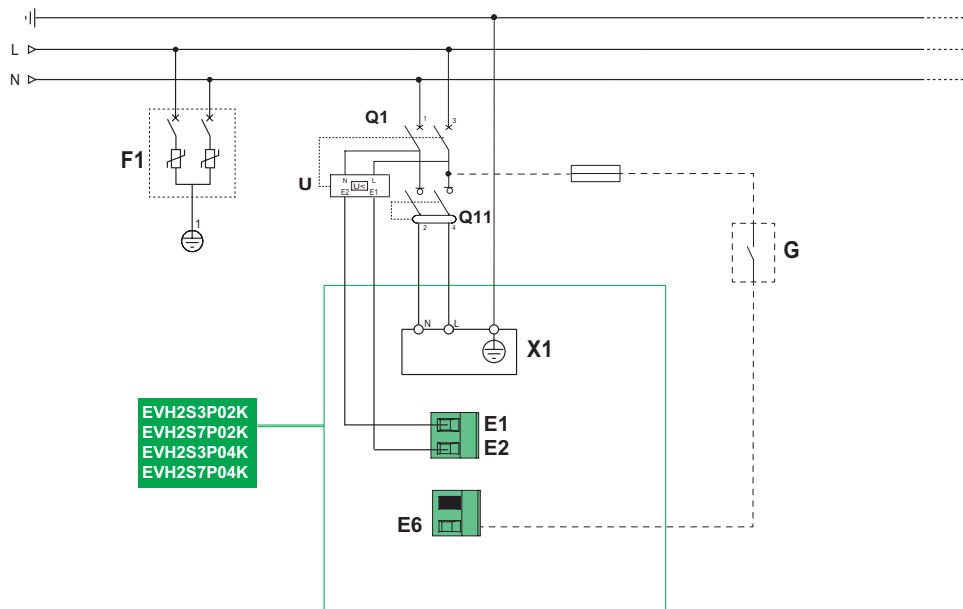 L
N
Q1
1
3
F1
U
N
L
U<
E2
E1
Q11
2
4
1
G
N
L
X1
EVH2S3P02K
EVH2S7P02K
EVH2S3P04K
EVH2S7P04K
E1
E2
E6